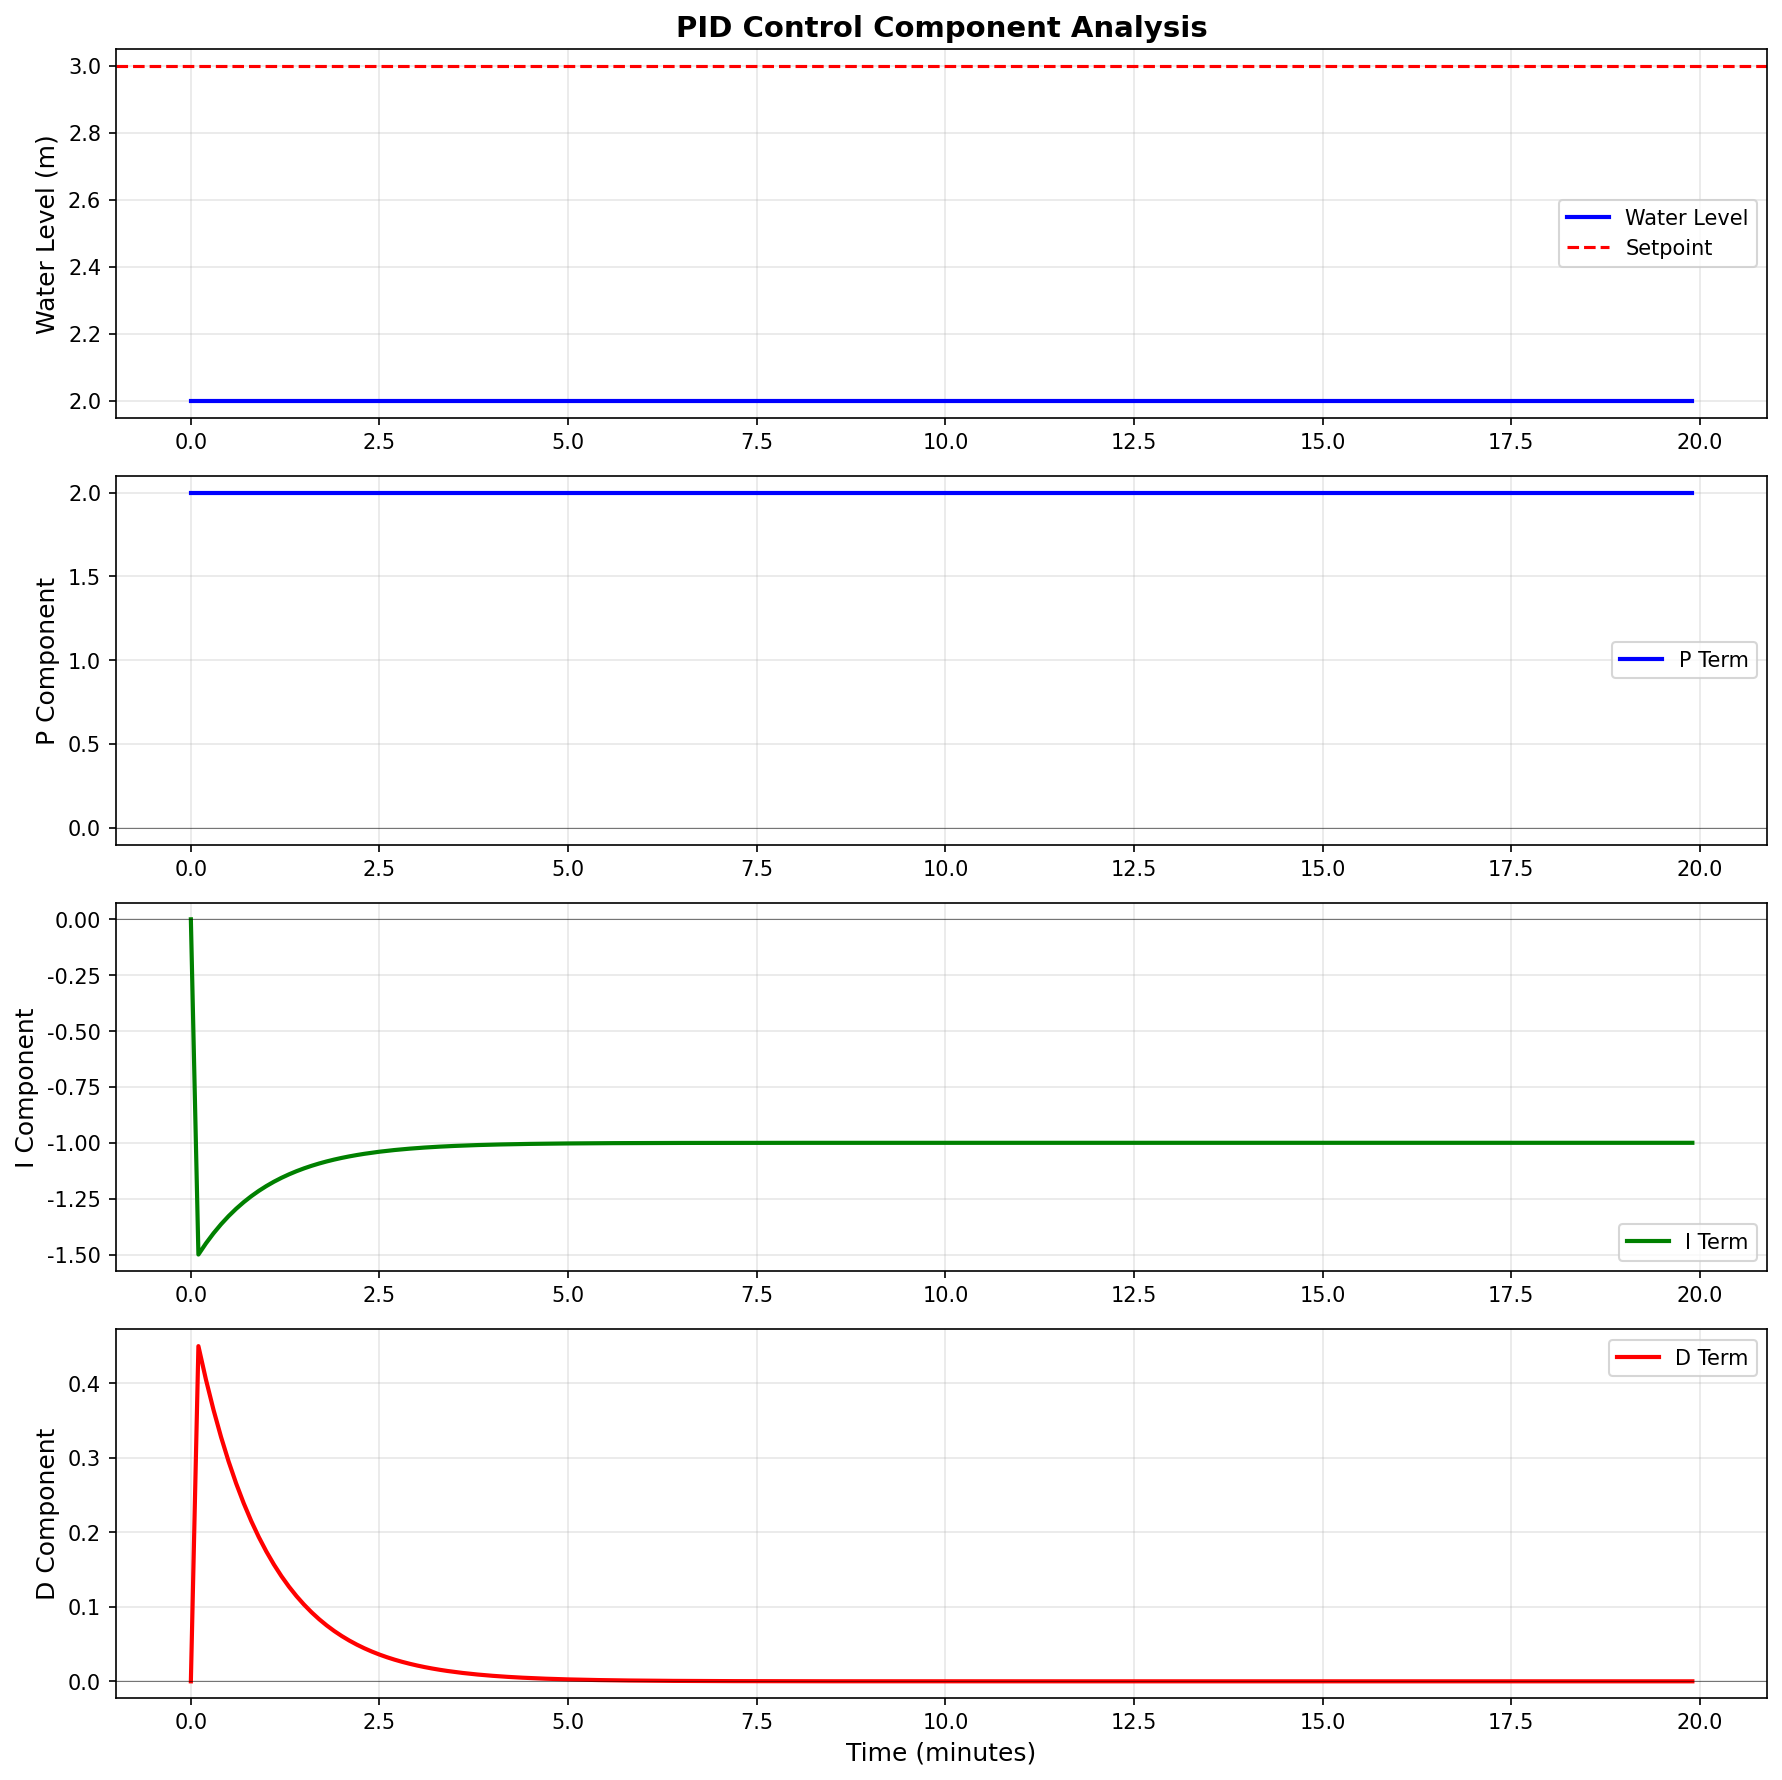 PID Control Component Analysis
Water Level (m)
3.0
2.8
2.6
2.4
2.2
2.0
Water Level
Setpoint
0.0 2.5 5.0 7.5 10.0 12.5 15.0 17.5 20.0
P Component
2.0
1.5
1.0
0.5
0.0
P Term
0.0 2.5 5.0 7.5 10.0 12.5 15.0 17.5 20.0
I Component
0.00
-0.25
-0.50
-0.75
-1.00
-1.25
-1.50
I Term
0.0 2.5 5.0 7.5 10.0 12.5 15.0 17.5 20.0
D Component
0.4
0.3
0.2
0.1
0.0
D Term
0.0 2.5 5.0 7.5 10.0 12.5 15.0 17.5 20.0
Time (minutes)